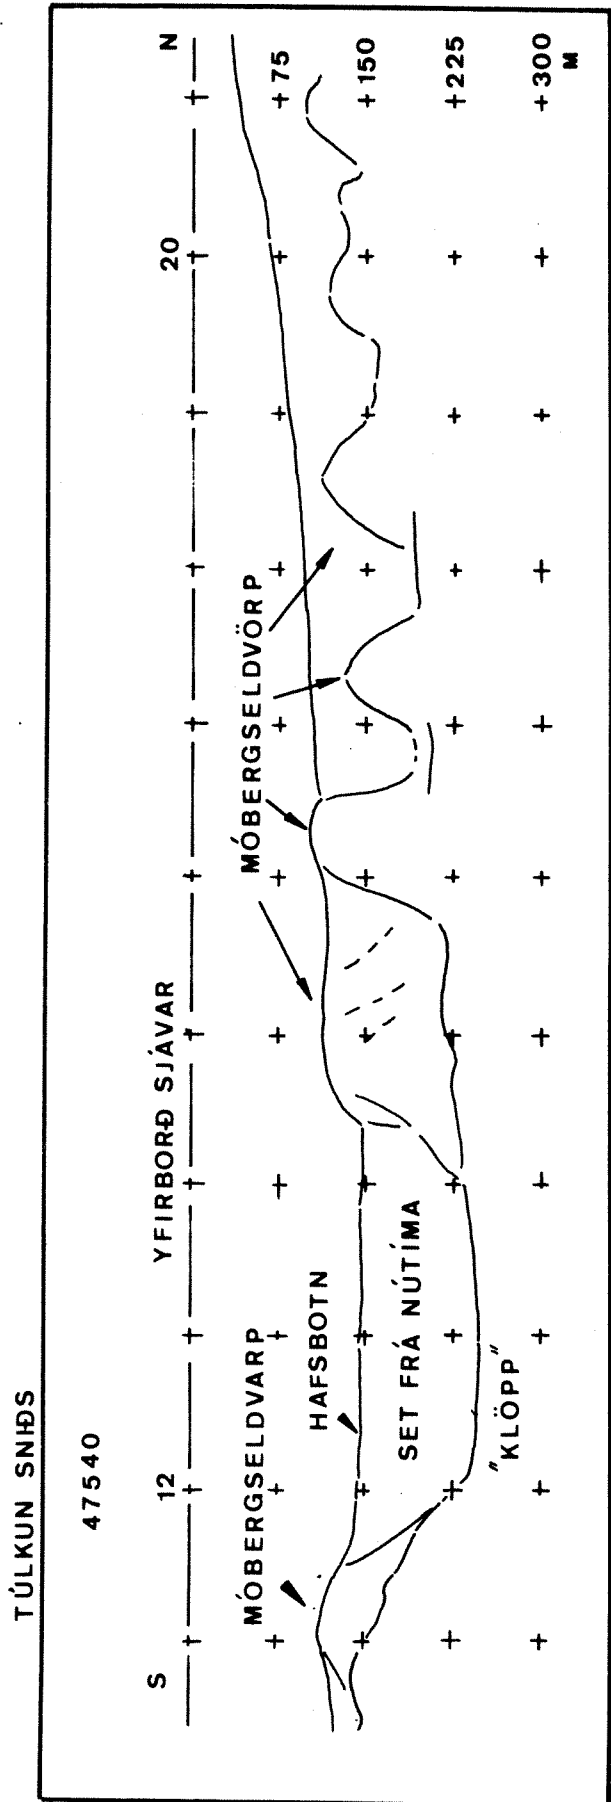 TÚLKUN SNIÐS
47540
S
12
YFIRBORÐ SJÁVAR
20
N
MÓBERGSELDVARP
HAFSBOTN
MÓBERGSELDVÖRP
SET FRÁ NÚTÍMA
"KLÖPP"
75
150
225
300
M